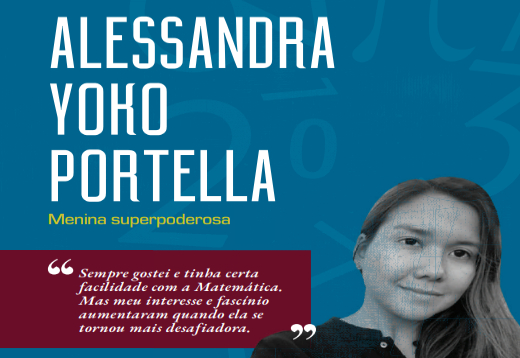 ALESSANDRA
YOKO
PORTELLA
Menina superpoderosa
“ Sempre gostei e tinha certa
facilidade com a Matemática.
Mas meu interesse e fascínio
aumentaram quando ela se
tornou mais desafiadora. ”